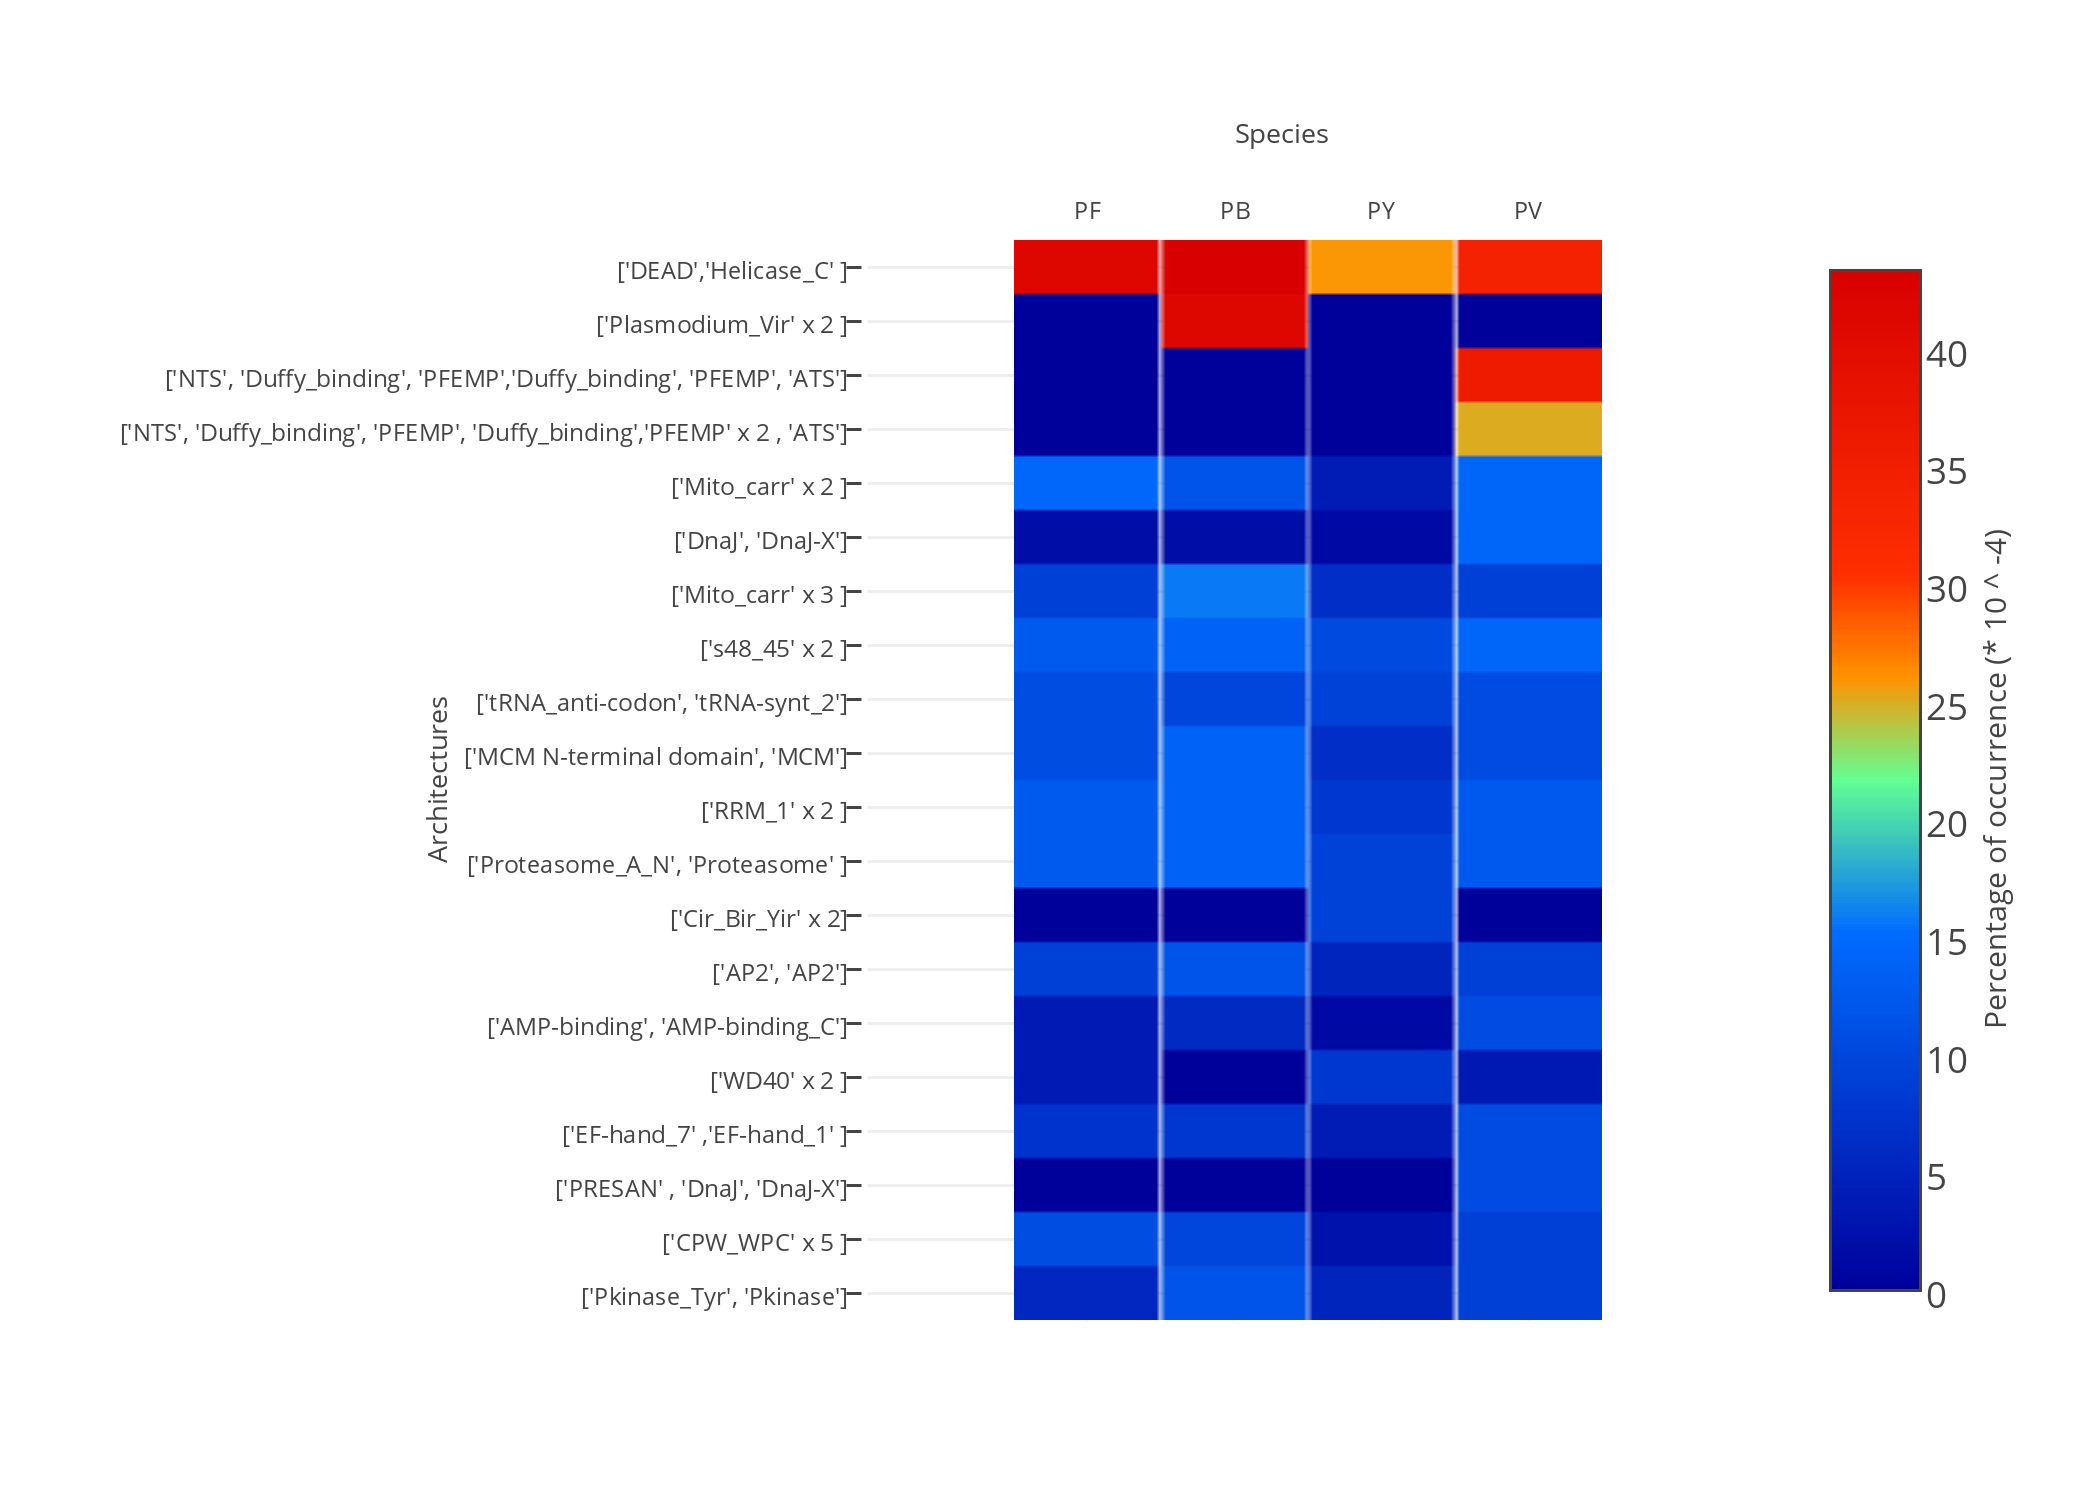 Species
PF PB PY PV
['DEAD','Helicase_C' ]
['Plasmodium_Vir' x 2 ]
['NTS', 'Duffy_binding', 'PFEMP','Duffy_binding', 'PFEMP', 'ATS']
['NTS', 'Duffy_binding', 'PFEMP', 'Duffy_binding','PFEMP' x 2 , 'ATS']
['Mito_carr' x 2 ]
['DnaJ', 'DnaJ-X']
['Mito_carr' x 3 ]
['s48_45' x 2 ]
['tRNA_anti-codon', 'tRNA-synt_2']
['MCM N-terminal domain', 'MCM']
['RRM_1' x 2 ]
['Proteasome_A_N', 'Proteasome' ]
['Cir_Bir_Yir' x 2]
['AP2', 'AP2']
['AMP-binding', 'AMP-binding_C']
['WD40' x 2 ]
['EF-hand_7' ,'EF-hand_1' ]
['PRESAN' , 'DnaJ', 'DnaJ-X']
['CPW_WPC' x 5 ]
['Pkinase_Tyr', 'Pkinase']
Architectures
40
35
30
25
20
15
10
5
0
Percentage of occurrence (* 10 ^ -4)